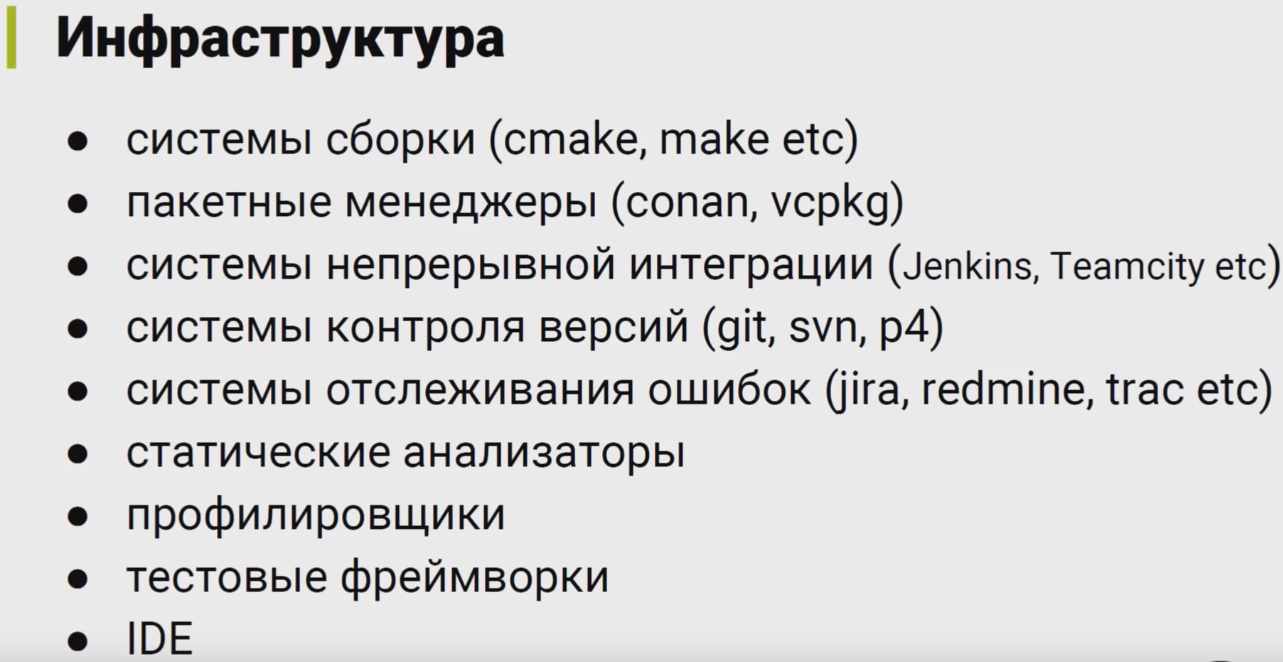 Инфраструктура
● системы сборки (cmake, make etc)
● пакетные менеджеры (conan, vcpkg)
● системы непрерывной интеграции (Jenkins, Teamcity etc)
● системы контроля версий (git, svn, p4)
● системы отслеживания ошибок (jira, redmine, trac etc)
● статические анализаторы
● профилировщики
● тестовые фреймворки
● IDE